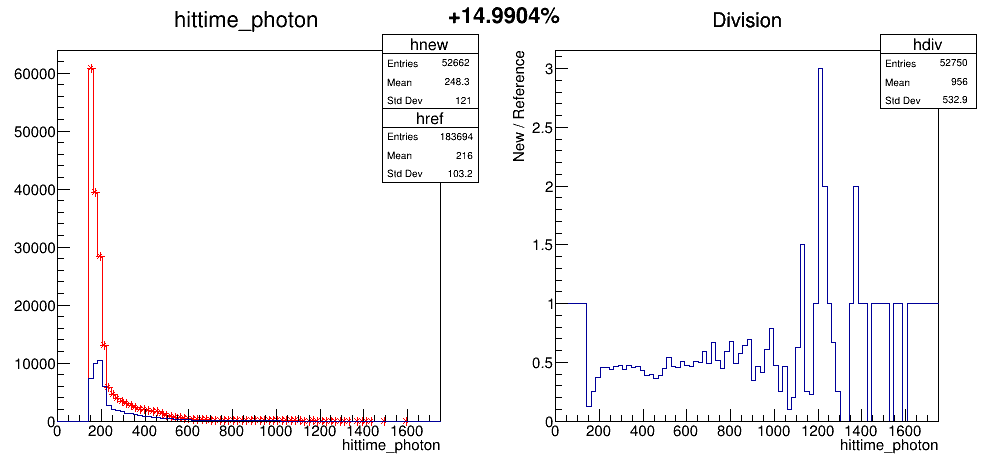 hittime_photon
+14.9904%
Division
hnew
Entries 52662
Mean 248.3
Std Dev 121
href
Entries 183694
Mean 216
Std Dev 103.2
60000
50000
40000
30000
20000
10000
0
0 200 400 600 800 1000 1200 1400 1600
hittime_photon
hdiv
Entries 52750
Mean 956
Std Dev 532.9
New / Reference
3
2.5
2
1.5
1
0.5
0
0 200 400 600 800 1000 1200 1400 1600
hittime_photon